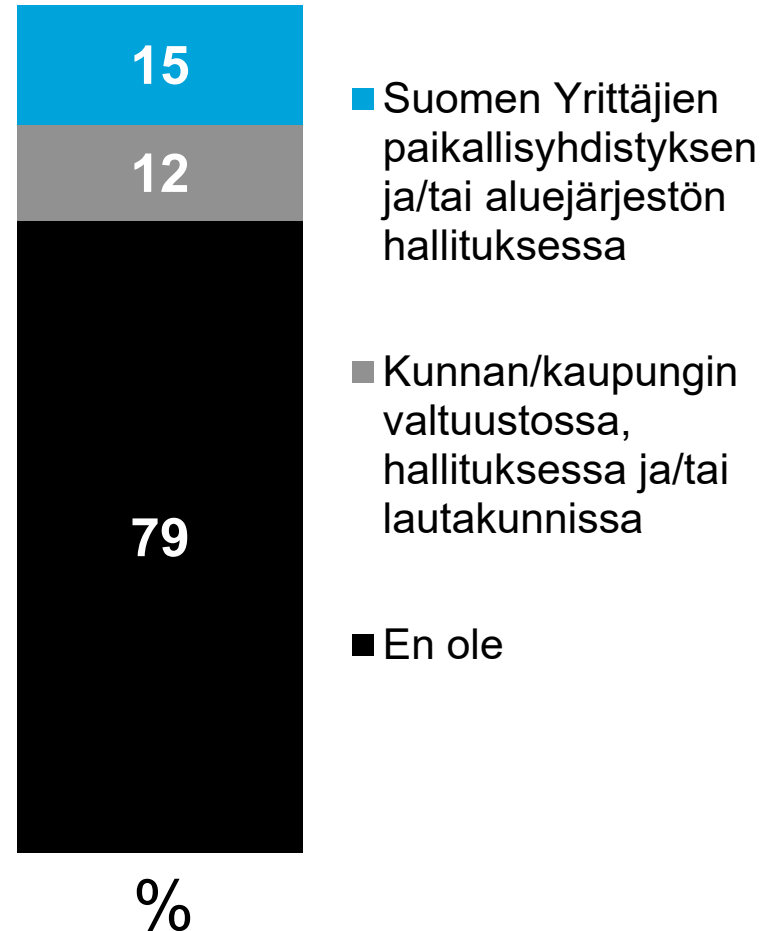 15
12
79
%
Suomen Yrittäjien
paikallisyhdistyksen
ja/tai aluejärjestön
hallituksessa
Kunnan/kaupungin
valtuustossa,
hallituksessa ja/tai
lautakunnissa
En ole